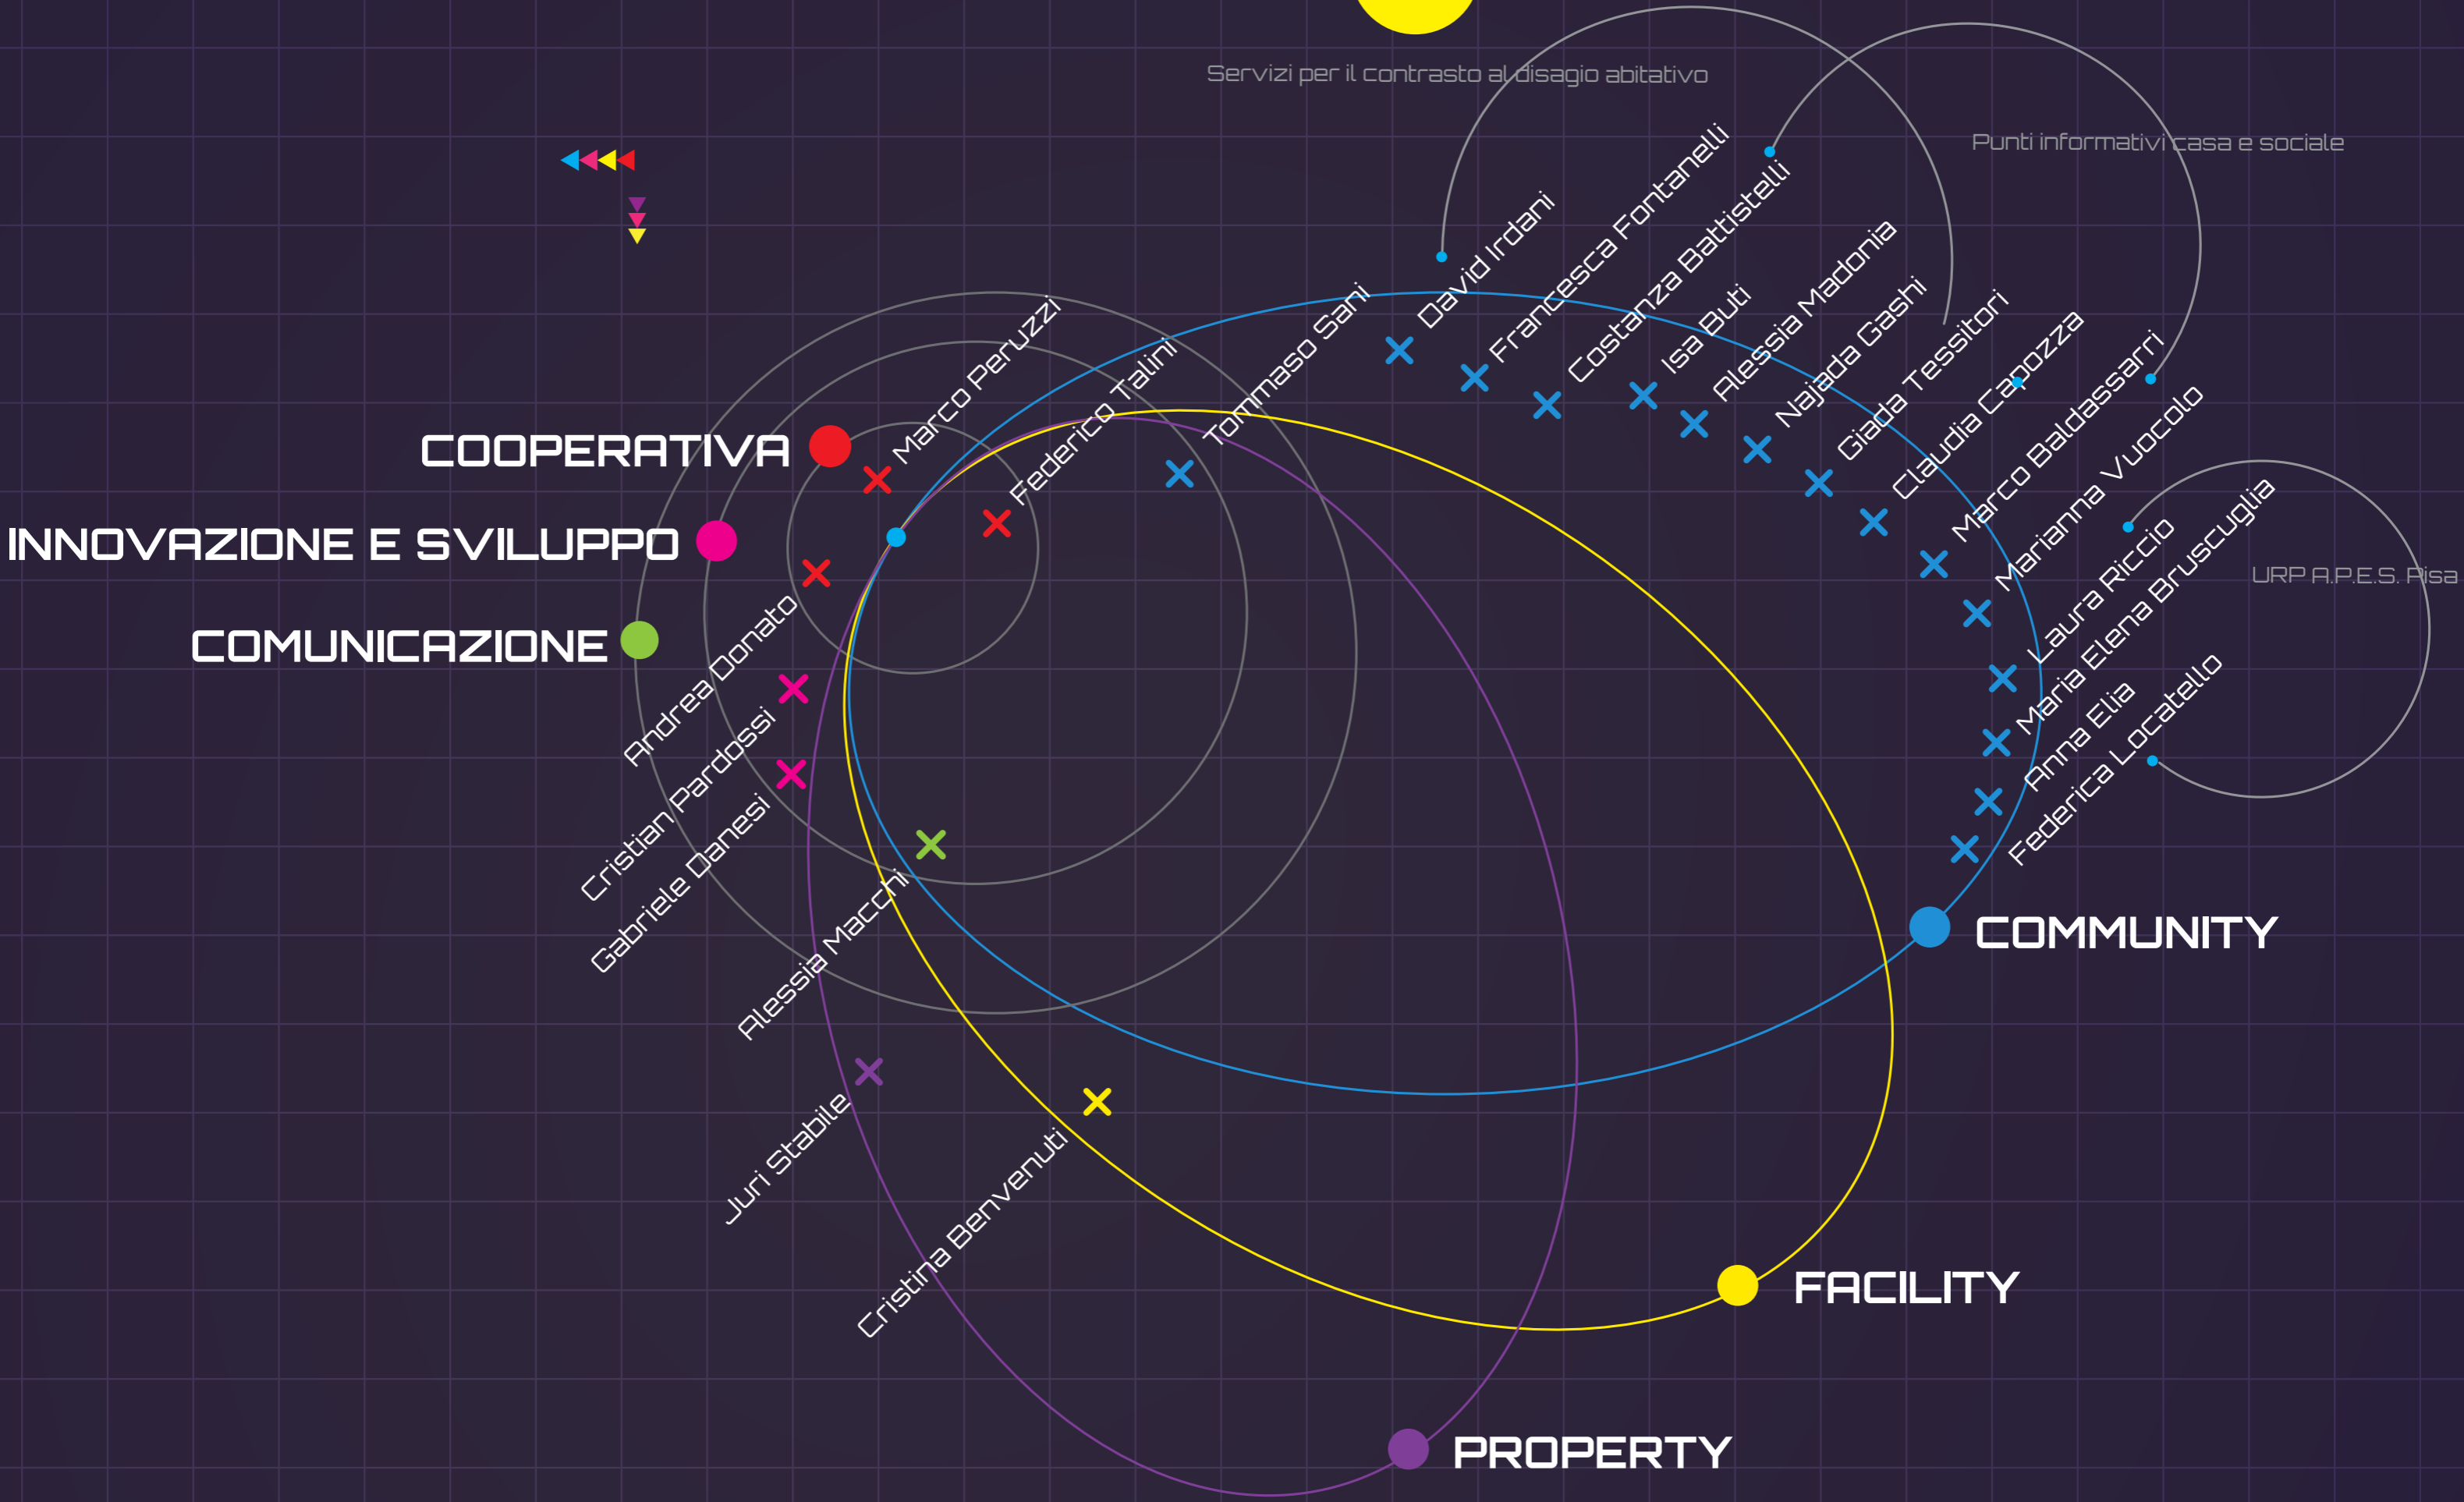 Servizi per il contrasto al disagio abitativo
Punti informativi casa e sociale
David Irdani
Francesca Fontanelli
Costanza Battistelli
Isa Buti
Alessia Madonia
Najada Gashi
Giada Tessitori
Claudia Capozza
Marco Baldassarri
Marianna Vuocolo
Laura Riccio
Maria Elena Bruscuglia
Anna Elia
Federica Locatello
URP A.P.E.S. Pisa
Tommaso Sani
Marco Peruzzi
Federico Talini
COOPERATIVA
INNOVAZIONE E SVILUPPO
COMUNICAZIONE
Andrea Donato
Cristian Pardossi
Gabriele Danesi
Alessia Macchi
Juri Stabile
Cristina Benvenuti
COMMUNITY
FACILITY
PROPERTY